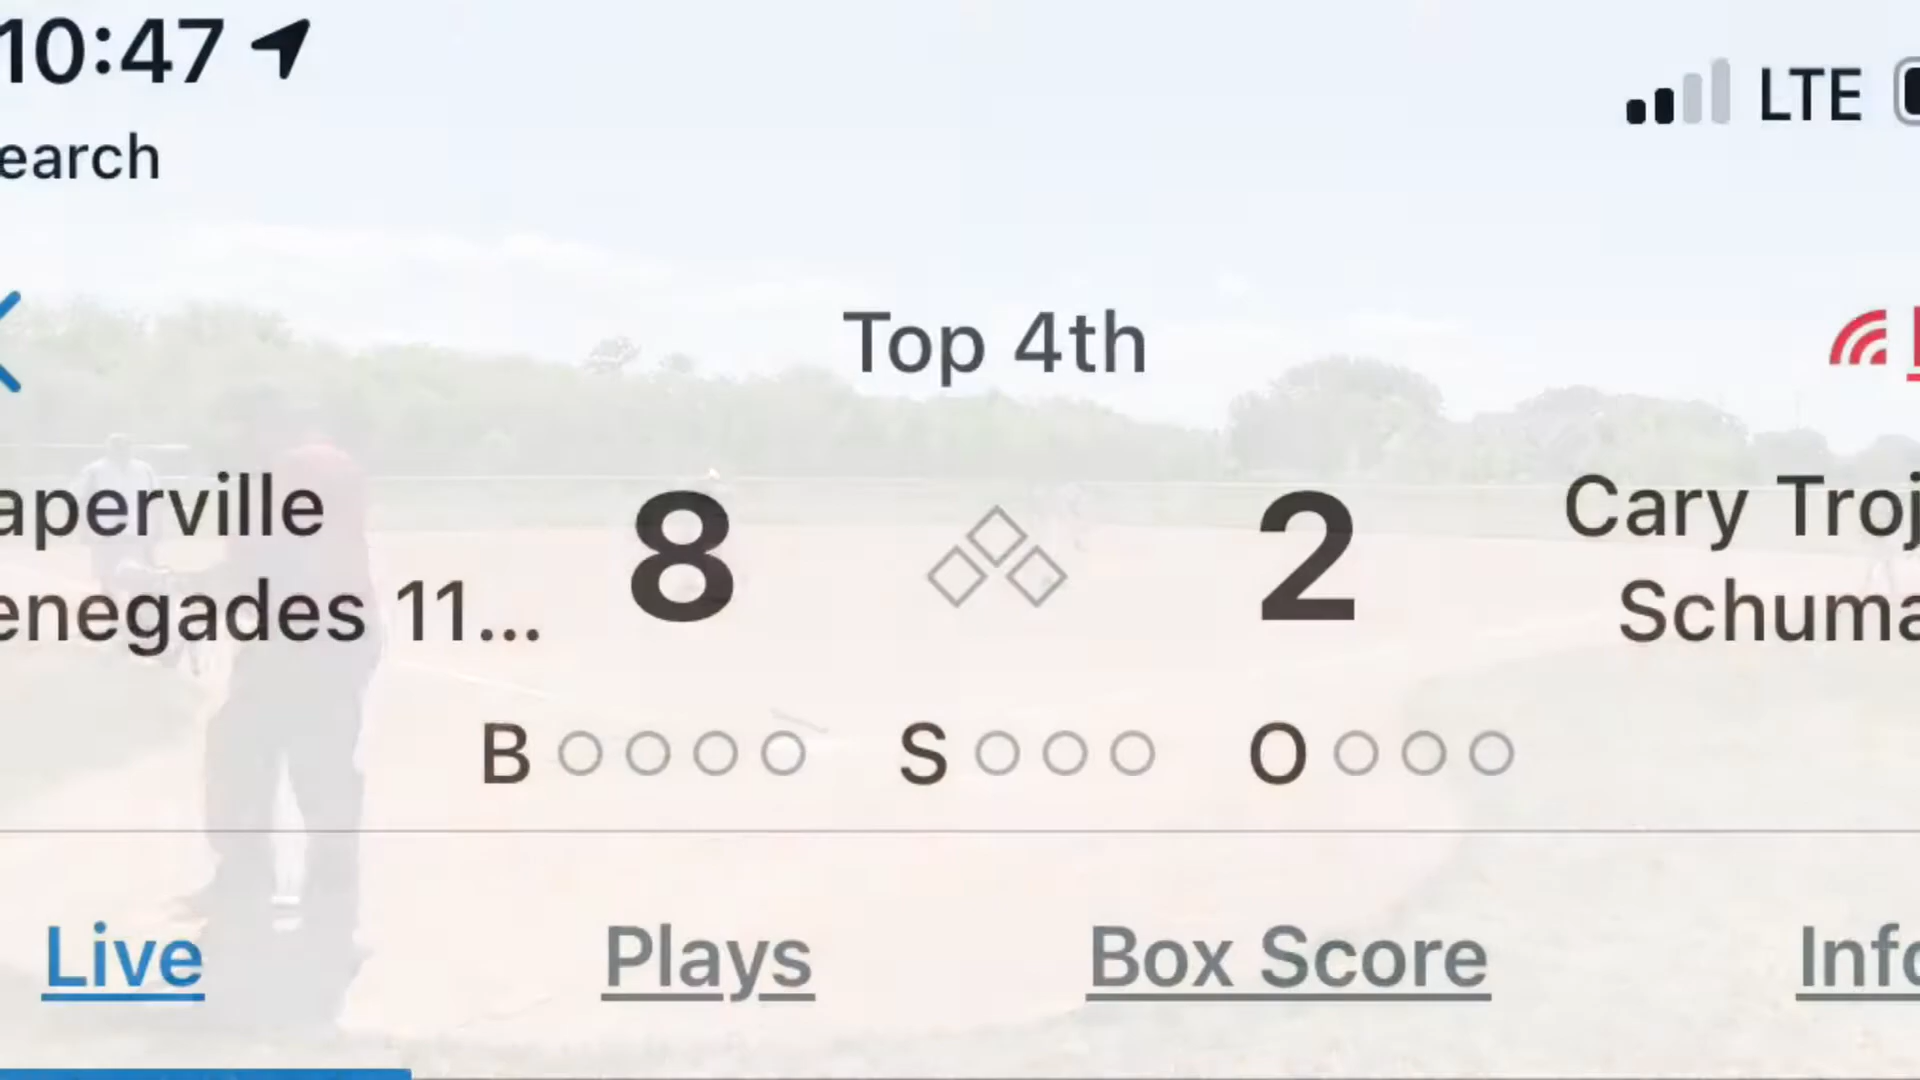 10:47
earch
LTE
Top 4th
aperville
enegades 11...
8
2
Cary Troj
Schuma
B
S
O
Live
Plays
Box Score
Info